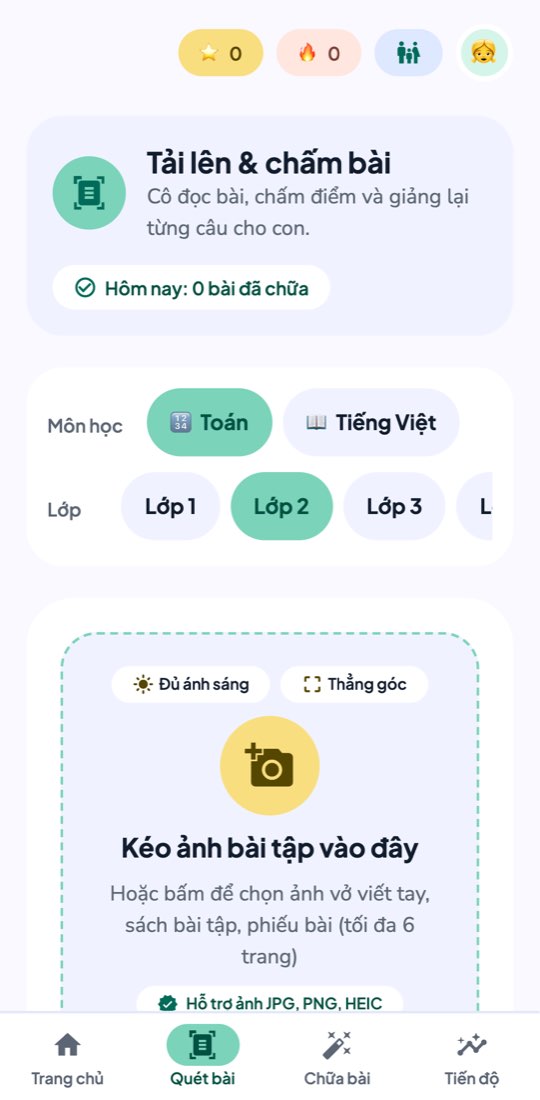 0
0
Tải lên & chấm bài
Cô đọc bài, chấm điểm và giảng lại
từng câu cho con.
Hôm nay: 0 bài đã chữa
Môn học
Toán
Tiếng Việt
Lớp
Lớp 1
Lớp 2
Lớp 3
Đủ ánh sáng
Thẳng góc
Kéo ảnh bài tập vào đây
Hoặc bấm để chọn ảnh vở viết tay,
sách bài tập, phiếu bài (tối đa 6
trang)
Hỗ trợ ảnh JPG, PNG, HEIC
Trang chủ
Quét bài
Chữa bài
Tiến độ